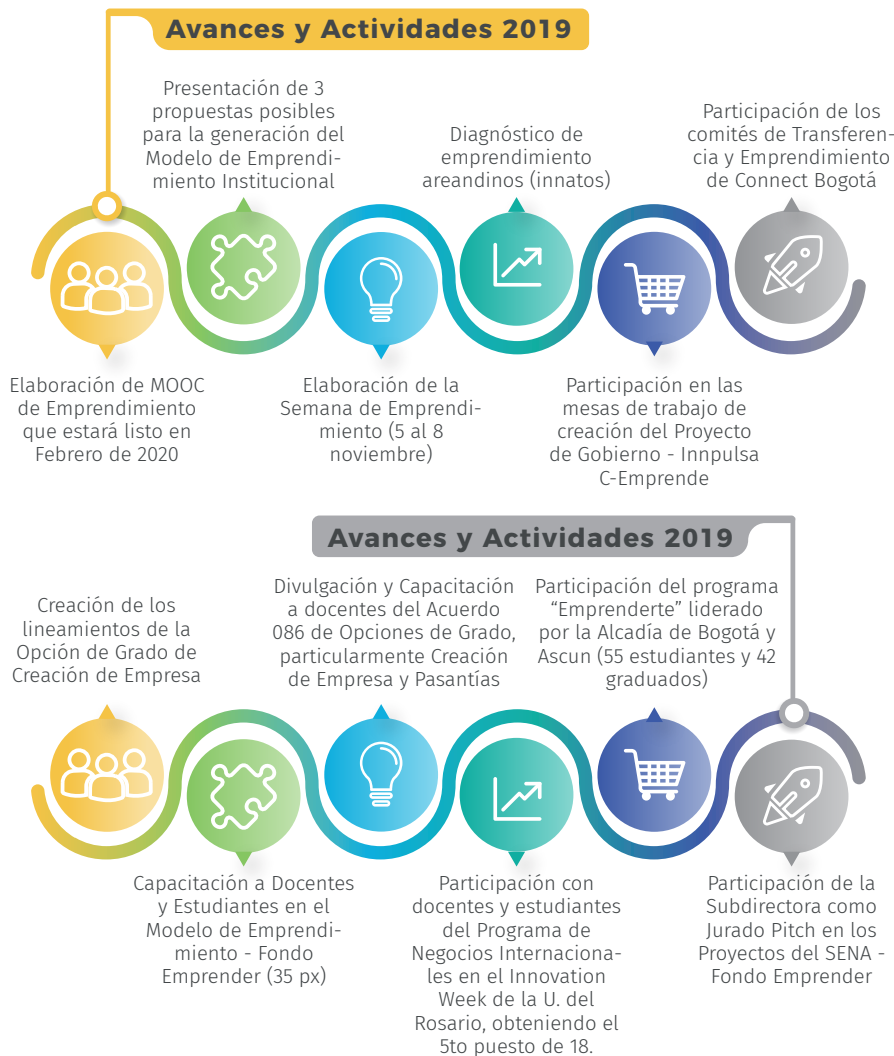 Avances y Actividades 2019
Presentación de 3
propuestas posibles
para la generación del
Modelo de Emprendi-
miento Institucional
Diagnóstico de
emprendimiento
areandinos (innatos)
Participación de los
comités de Transferen-
cia y Emprendimiento
de Connect Bogotá
Elaboración de MOOC
de Emprendimiento
que estará listo en
Febrero de 2020
Elaboración de la
Semana de Emprendi-
miento (5 al 8
noviembre)
Participación en las
mesas de trabajo de
creación del Proyecto
de Gobierno - Innpulsa
C-Emprende
Avances y Actividades 2019
Creación de los
lineamientos de la
Opción de Grado de
Creación de Empresa
Divulgación y Capacitación
a docentes del Acuerdo
086 de Opciones de Grado,
particularmente Creación
de Empresa y Pasantías
Participación del programa
“Emprenderte” liderado
por la Alcadía de Bogotá y
Ascun (55 estudiantes y 42
graduados)
Capacitación a Docentes
y Estudiantes en el
Modelo de Emprendi-
miento - Fondo
Emprender (35 px)
Participación con
docentes y estudiantes
del Programa de
Negocios Internaciona-
les en el Innovation
Week de la U. del
Rosario, obteniendo el
5to puesto de 18.
Participación de la
Subdirectora como
Jurado Pitch en los
Proyectos del SENA -
Fondo Emprender